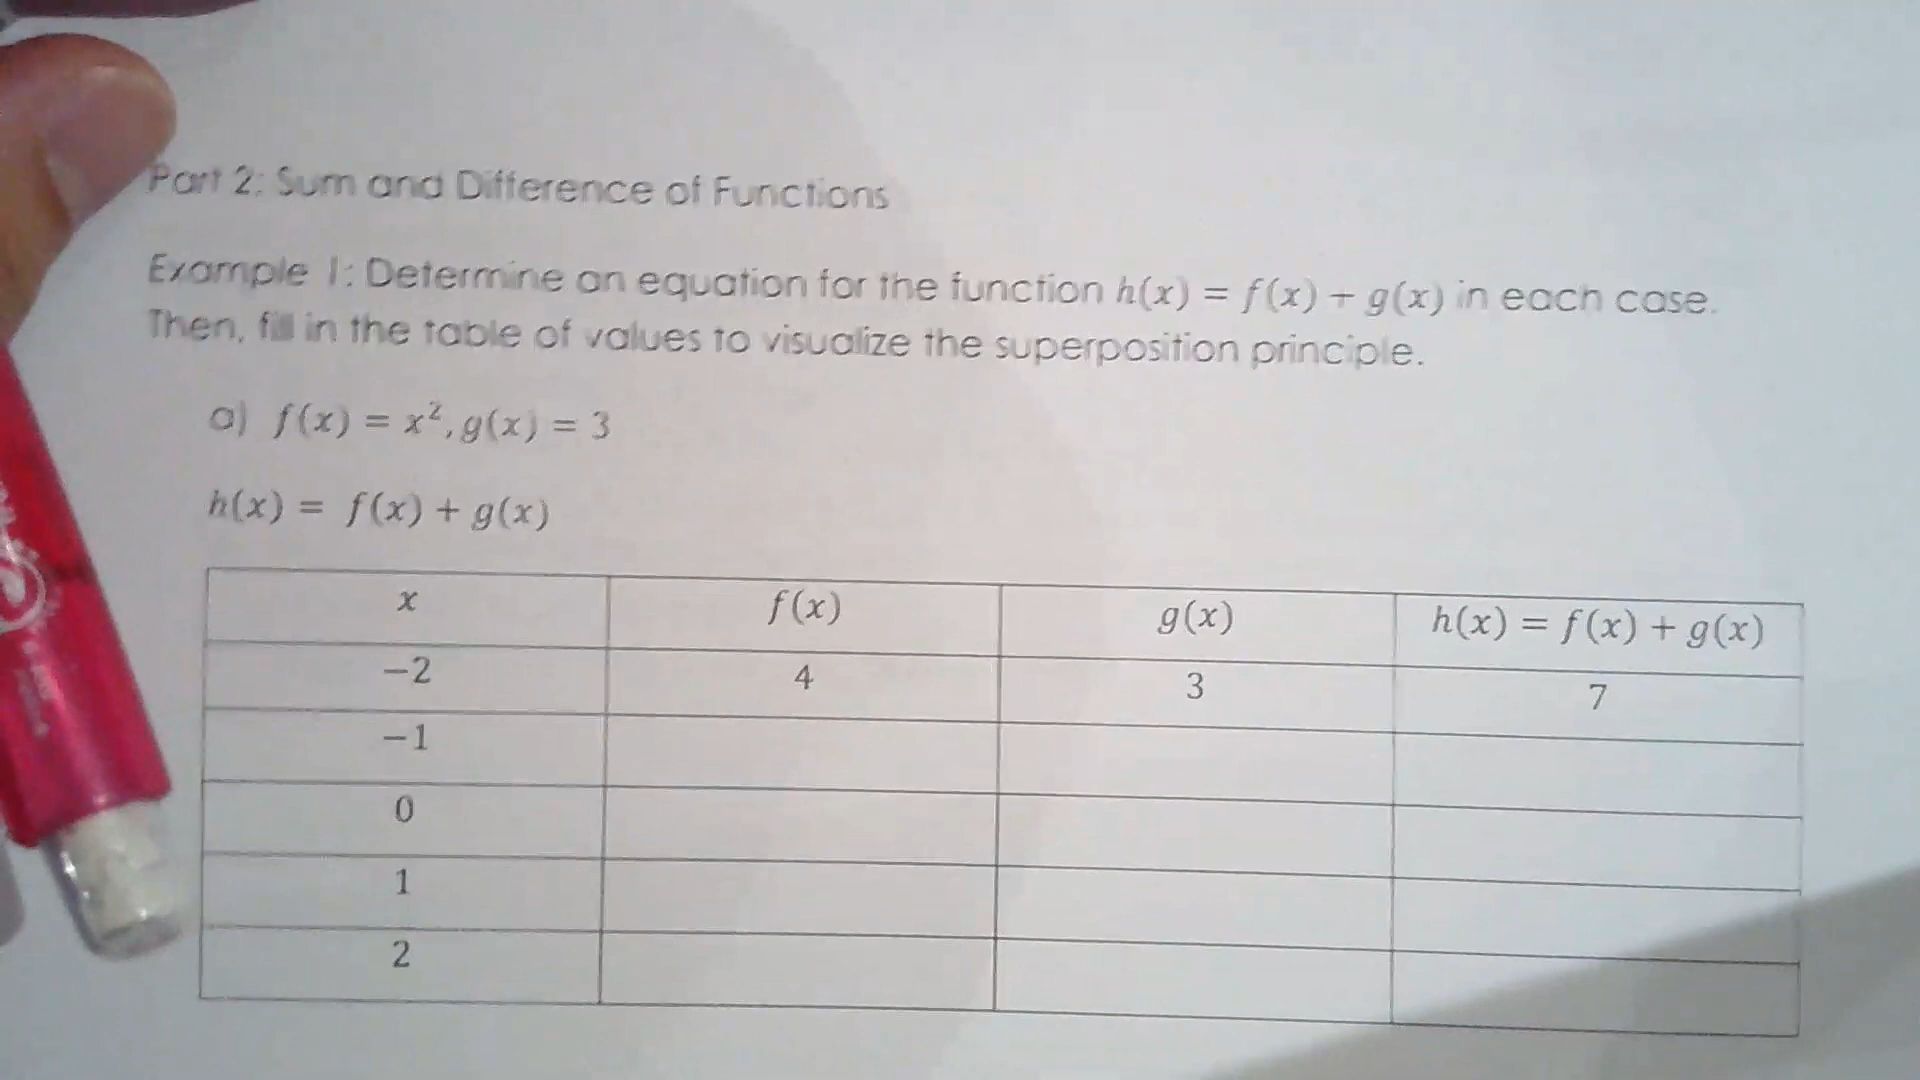 Part 2: Sum and Difference of Functions
Example 1: Determine an equation for the function h(x) = f(x) + g(x) in each case.
Then, fill in the table of values to visualize the superposition principle.
a) f(x) = x², g(x) = 3
h(x) = f(x) + g(x)
x f(x) g(x) h(x) = f(x) + g(x)
−2 4 3 7
−1
0
1
2